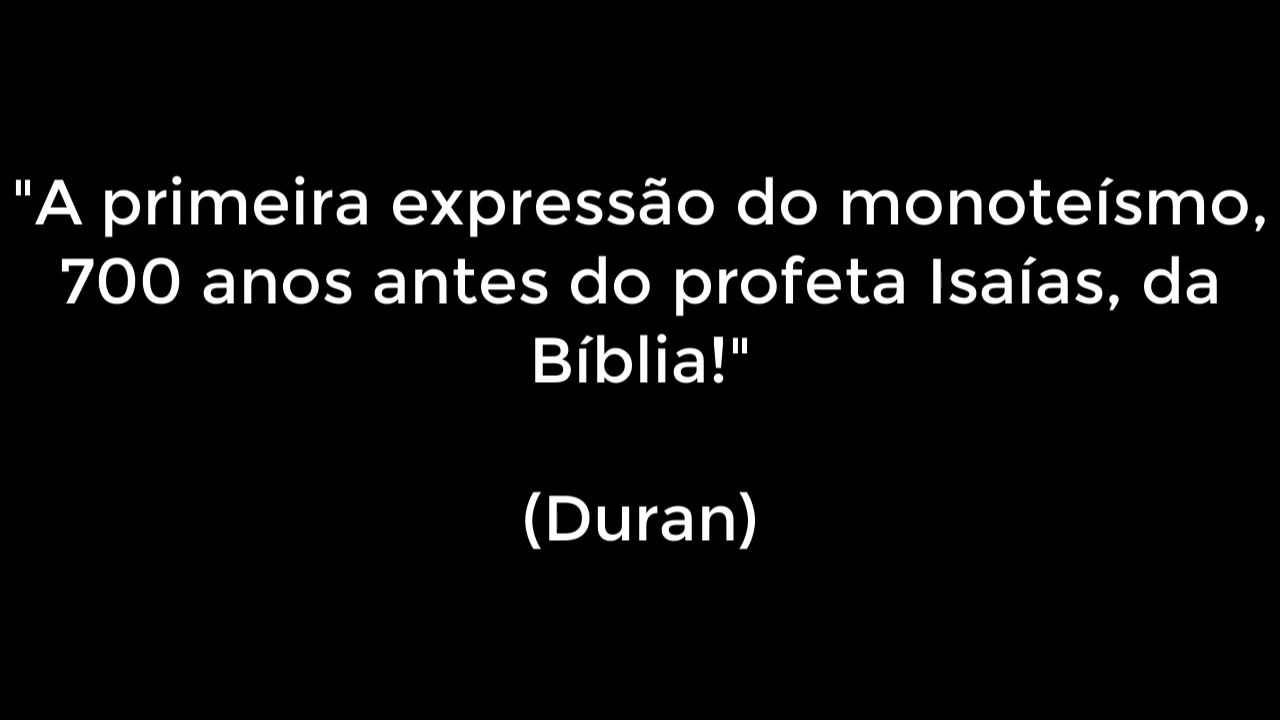 "A primeira expressão do monoteísmo,
700 anos antes do profeta Isaías, da
Bíblia!"
(Duran)